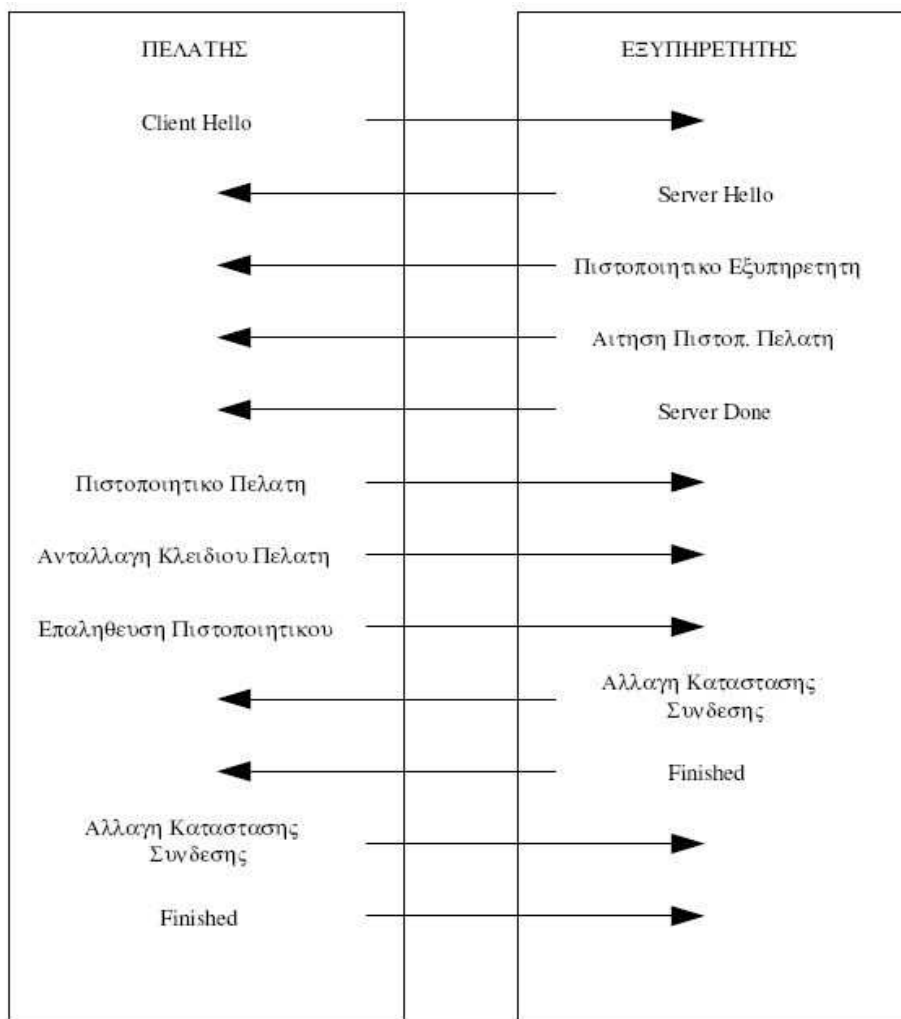 ΠΕΛΑΤΗΣ
ΕΞΥΠΗΡΕΤΗΤΗΣ
Client Hello
Server Hello
Πιστοποιητικο Εξυπηρετητη
Αιτηση Πιστοπ. Πελατη
Server Done
Πιστοποιητικο Πελατη
Ανταλλαγη Κλειδιου Πελατη
Επαληθευση Πιστοποιητικου
Αλλαγη Καταστασης
Συνδεσης
Finished
Αλλαγη Καταστασης
Συνδεσης
Finished